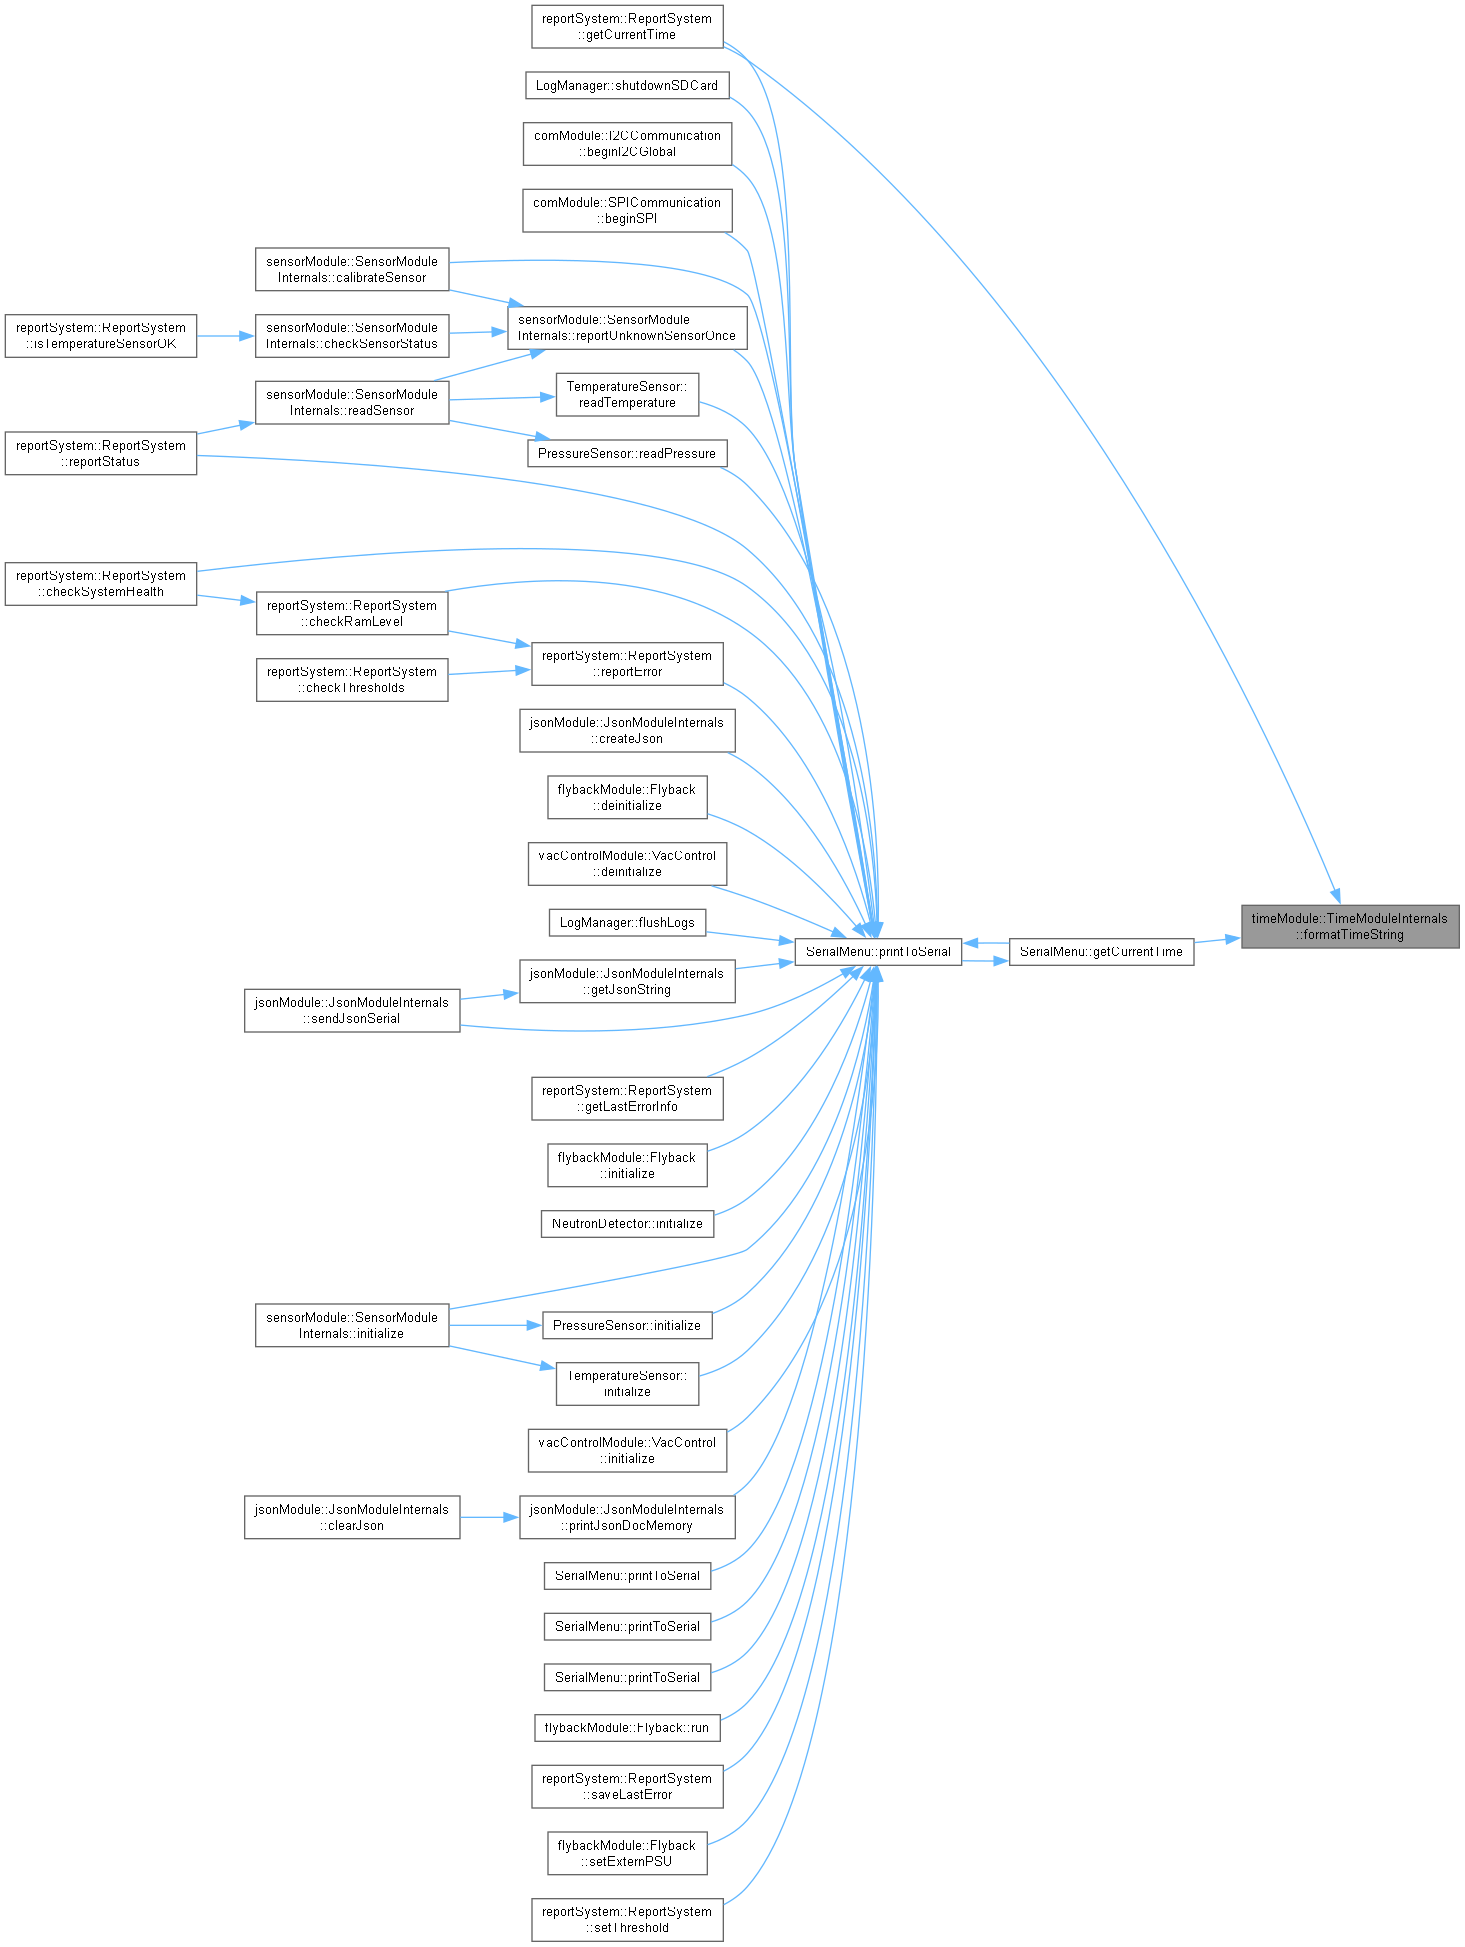 reportSystem::ReportSystem
::getCurrentTime
LogManager::shutdownSDCard
comModule::I2CCommunication
::beginI2CGlobal
comModule::SPICommunication
::beginSPI
sensorModule::SensorModule
Internals::calibrateSensor
sensorModule::SensorModule
Internals::reportUnknownSensorOnce
reportSystem::ReportSystem
::isTemperatureSensorOK
sensorModule::SensorModule
Internals::checkSensorStatus
TemperatureSensor::
readTemperature
sensorModule::SensorModule
Internals::readSensor
reportSystem::ReportSystem
::reportStatus
PressureSensor::readPressure
reportSystem::ReportSystem
::checkSystemHealth
reportSystem::ReportSystem
::checkRamLevel
reportSystem::ReportSystem
::reportError
reportSystem::ReportSystem
::checkThresholds
jsonModule::JsonModuleInternals
::createJson
flybackModule::Flyback
::deinitialize
vacControlModule::VacControl
::deinitialize
LogManager::flushLogs
SerialMenu::printToSerial
SerialMenu::getCurrentTime
timeModule::TimeModuleInternals
::formatTimeString
jsonModule::JsonModuleInternals
::getJsonString
jsonModule::JsonModuleInternals
::sendJsonSerial
reportSystem::ReportSystem
::getLastErrorInfo
flybackModule::Flyback
::initialize
NeutronDetector::initialize
sensorModule::SensorModule
Internals::initialize
PressureSensor::initialize
TemperatureSensor::
initialize
vacControlModule::VacControl
::initialize
jsonModule::JsonModuleInternals
::clearJson
jsonModule::JsonModuleInternals
::printJsonDocMemory
SerialMenu::printToSerial
SerialMenu::printToSerial
SerialMenu::printToSerial
flybackModule::Flyback::run
reportSystem::ReportSystem
::saveLastError
flybackModule::Flyback
::setExternPSU
reportSystem::ReportSystem
::setThreshold